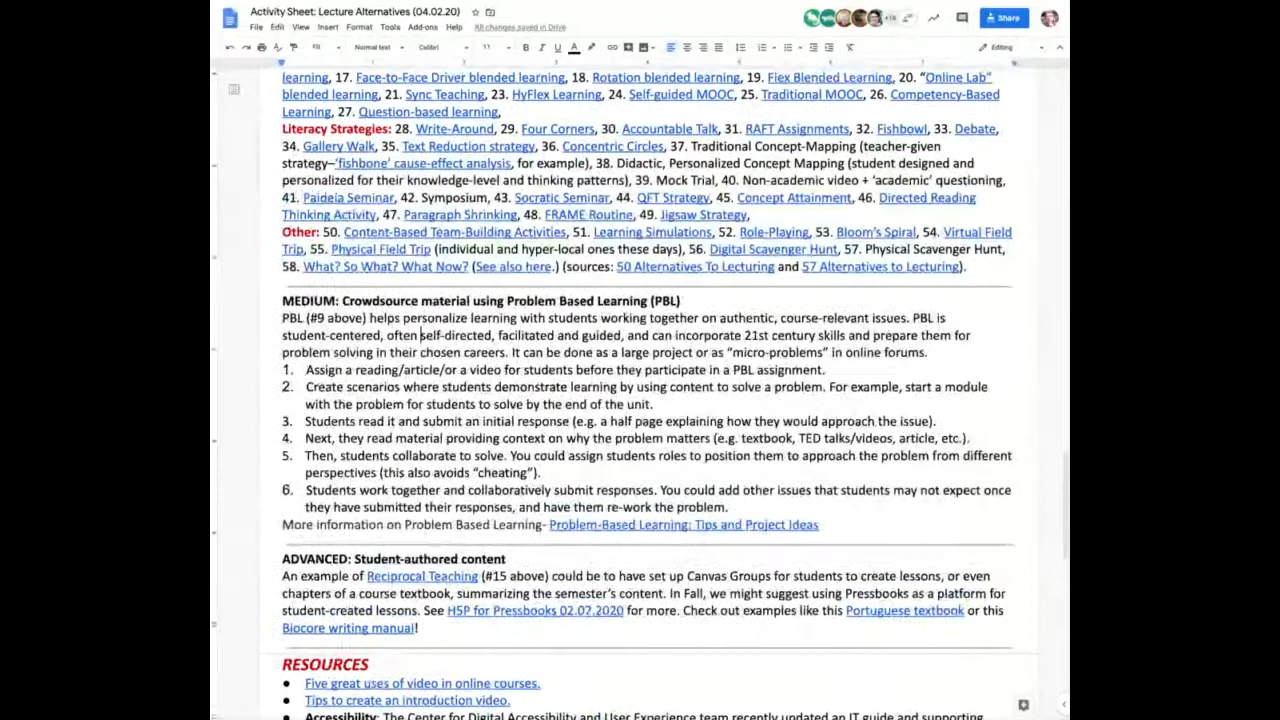 Activity Sheet: Lecture Alternatives (04.02.20)
File Edit View Insert Format Tools Add-ons Help All changes saved in Drive
Share
Normal text Calibri 11 Editing
learning, 17. Face-to-Face Driver blended learning, 18. Rotation blended learning, 19. Flex Blended Learning, 20. “Online Lab”
blended learning, 21. Sync Teaching, 23. HyFlex Learning, 24. Self-guided MOOC, 25. Traditional MOOC, 26. Competency-Based
Learning, 27. Question-based learning,
Literacy Strategies: 28. Write-Around, 29. Four Corners, 30. Accountable Talk, 31. RAFT Assignments, 32. Fishbowl, 33. Debate,
34. Gallery Walk, 35. Text Reduction strategy, 36. Concentric Circles, 37. Traditional Concept-Mapping (teacher-given
strategy–‘fishbone’ cause-effect analysis, for example), 38. Didactic, Personalized Concept Mapping (student designed and
personalized for their knowledge-level and thinking patterns), 39. Mock Trial, 40. Non-academic video + ‘academic’ questioning,
41. Paideia Seminar, 42. Symposium, 43. Socratic Seminar, 44. QFT Strategy, 45. Concept Attainment, 46. Directed Reading
Thinking Activity, 47. Paragraph Shrinking, 48. FRAME Routine, 49. Jigsaw Strategy,
Other: 50. Content-Based Team-Building Activities, 51. Learning Simulations, 52. Role-Playing, 53. Bloom’s Spiral, 54. Virtual Field
Trip, 55. Physical Field Trip (individual and hyper-local ones these days), 56. Digital Scavenger Hunt, 57. Physical Scavenger Hunt,
58. What? So What? What Now? (See also here.) (sources: 50 Alternatives To Lecturing and 57 Alternatives to Lecturing).
MEDIUM: Crowdsource material using Problem Based Learning (PBL)
PBL (#9 above) helps personalize learning with students working together on authentic, course-relevant issues. PBL is
student-centered, often self-directed, facilitated and guided, and can incorporate 21st century skills and prepare them for
problem solving in their chosen careers. It can be done as a large project or as “micro-problems” in online forums.
1. Assign a reading/article/or a video for students before they participate in a PBL assignment.
2. Create scenarios where students demonstrate learning by using content to solve a problem. For example, start a module
with the problem for students to solve by the end of the unit.
3. Students read it and submit an initial response (e.g. a half page explaining how they would approach the issue).
4. Next, they read material providing context on why the problem matters (e.g. textbook, TED talks/videos, article, etc.).
5. Then, students collaborate to solve. You could assign students roles to position them to approach the problem from different
perspectives (this also avoids “cheating”).
6. Students work together and collaboratively submit responses. You could add other issues that students may not expect once
they have submitted their responses, and have them re-work the problem.
More information on Problem Based Learning- Problem-Based Learning: Tips and Project Ideas
ADVANCED: Student-authored content
An example of Reciprocal Teaching (#15 above) could be to have set up Canvas Groups for students to create lessons, or even
chapters of a course textbook, summarizing the semester’s content. In Fall, we might suggest using Pressbooks as a platform for
student-created lessons. See H5P for Pressbooks 02.07.2020 for more. Check out examples like this Portuguese textbook or this
Biocore writing manual!
RESOURCES
● Five great uses of video in online courses.
● Tips to create an introduction video.
● Accessibility: The Center for Digital Accessibility and User Experience team recently updated an IT guide and supporting